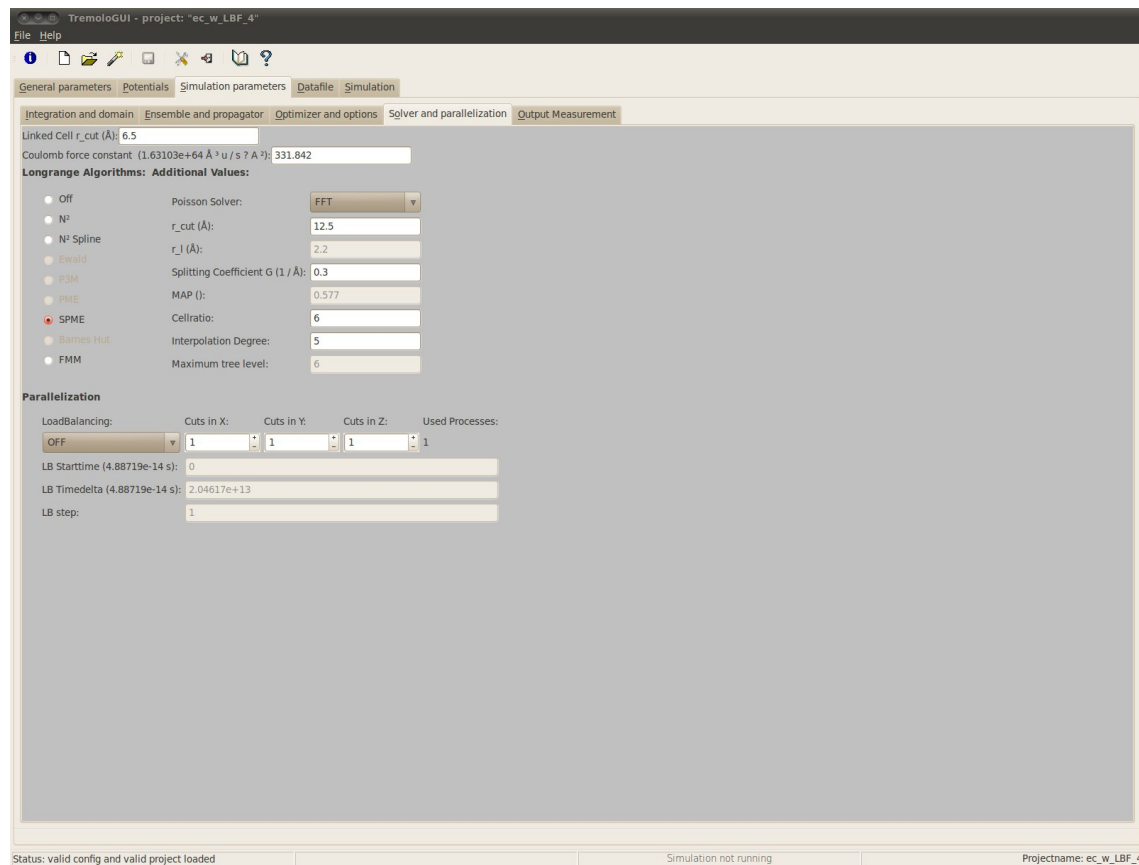 TremoloGUI - project: "ec_w_LBF_4"
File Help
General parameters Potentials Simulation parameters Datafile Simulation
Integration and domain Ensemble and propagator Optimizer and options Solver and parallelization Output Measurement
Linked Cell r_cut (Å): 6.5
Coulomb force constant (1.63103e+64 Å ³ u / s ? A ²): 331.842
Longrange Algorithms: Additional Values:
Off Poisson Solver: FFT
N² r_cut (Å): 12.5
N² Spline r_l (Å): 2.2
Ewald Splitting Coefficient G (1 / Å): 0.3
P3M
PME MAP (): 0.577
SPME Cellratio: 6
Barnes Hut Interpolation Degree: 5
FMM Maximum tree level: 6
Parallelization
LoadBalancing: Cuts in X: Cuts in Y: Cuts in Z: Used Processes:
OFF 1 1 1 1
LB Starttime (4.88719e-14 s): 0
LB Timedelta (4.88719e-14 s): 2.04617e+13
LB step: 1
Status: valid config and valid project loaded Simulation not running Projectname: ec_w_LBF_4